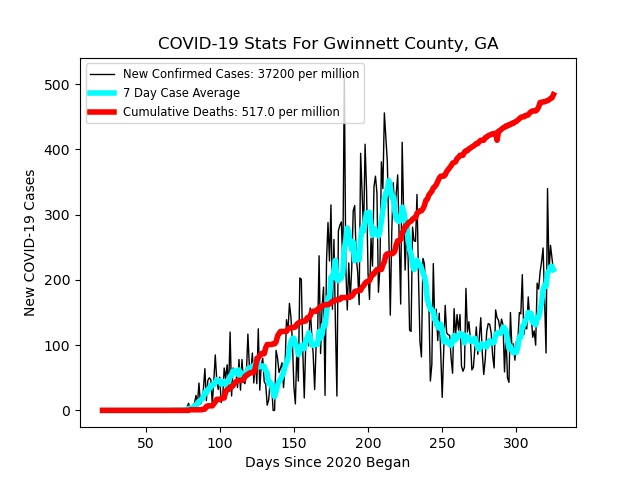 COVID-19 Stats For Gwinnett County, GA
New Confirmed Cases: 37200 per million
7 Day Case Average
Cumulative Deaths: 517.0 per million
New COVID-19 Cases
500
400
300
200
100
0
50 100 150 200 250 300
Days Since 2020 Began